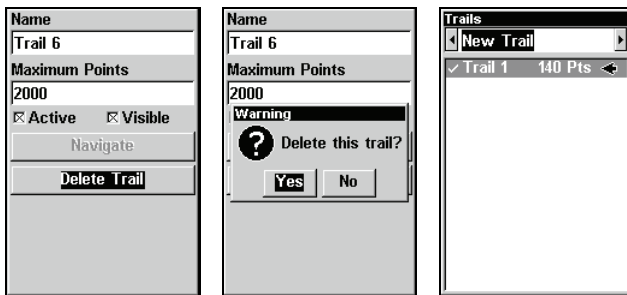 Name
Trail 6
Maximum Points
2000
Active Visible
Navigate
Delete Trail
Name
Trail 6
Maximum Points
2000
Warning
Delete this trail?
Yes No
Trails
New Trail
Trail 1 140 Pts